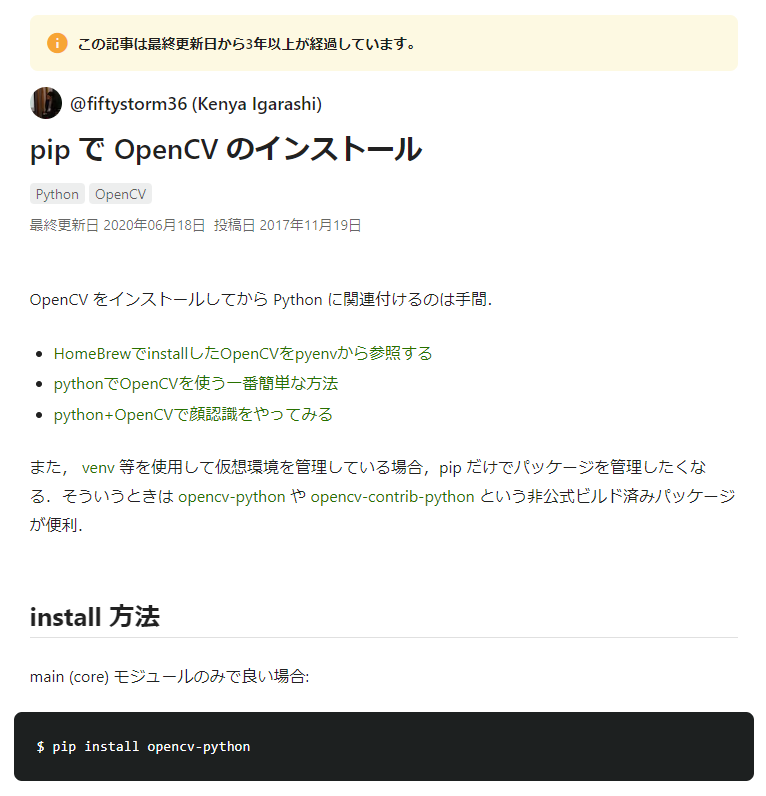 この記事は最終更新日から3年以上が経過しています。
@fiftystorm36 (Kenya Igarashi)
pip で OpenCV のインストール
Python OpenCV
最終更新日 2020年06月18日 投稿日 2017年11月19日
OpenCV をインストールしてから Python に関連付けるのは手間．
HomeBrewでinstallしたOpenCVをpyenvから参照する
pythonでOpenCVを使う一番簡単な方法
python+OpenCVで顔認識をやってみる
また， venv 等を使用して仮想環境を管理している場合，pip だけでパッケージを管理したくな
る．そういうときは opencv-python や opencv-contrib-python という非公式ビルド済みパッケージ
が便利．
install 方法
main (core) モジュールのみで良い場合:
$ pip install opencv-python